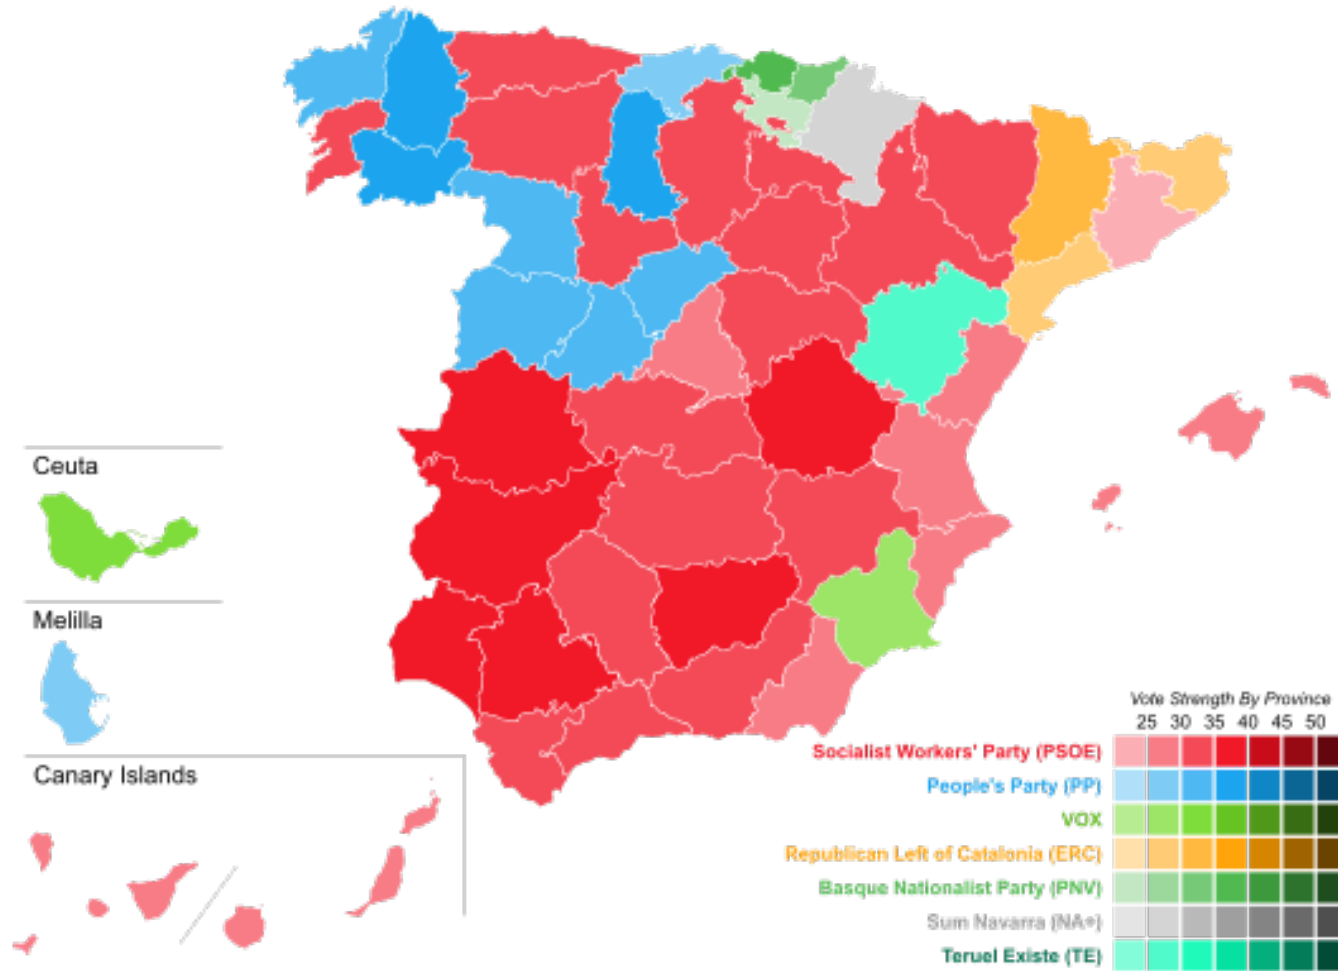 Ceuta
Melilla
Canary Islands
Vote Strength By Province
25 30 35 40 45 50
Socialist Workers' Party (PSOE)
People's Party (PP)
VOX
Republican Left of Catalonia (ERC)
Basque Nationalist Party (PNV)
Sum Navarra (NA+)
Teruel Existe (TE)